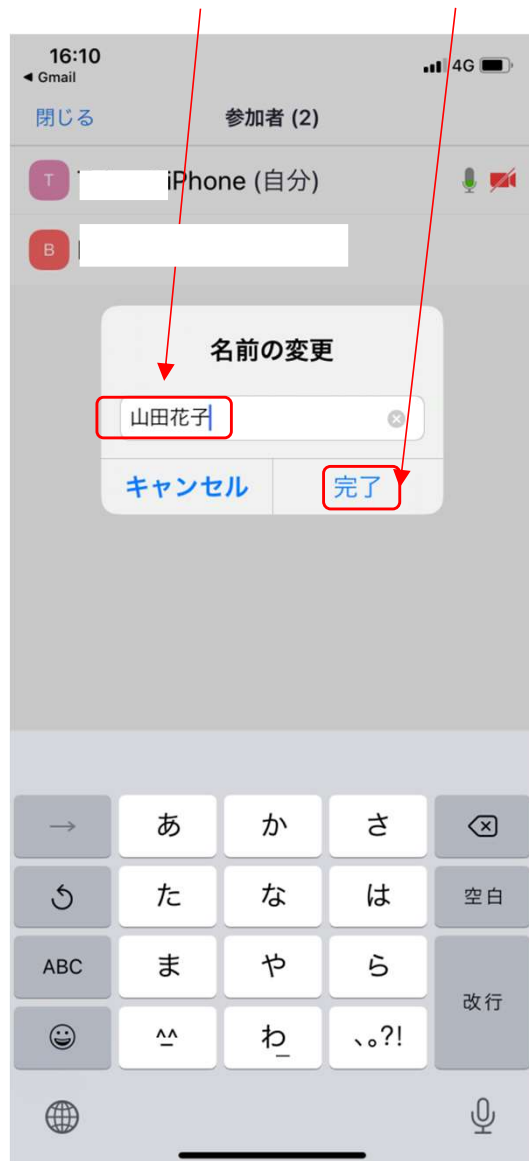 16:10
◀ Gmail
4G
閉じる
参加者 (2)
T
iPhone (自分)
B
名前の変更
山田花子
キャンセル
完了
→ あ か さ
た な は 空白
ABC ま や ら 改行
^^ わ 、。?!